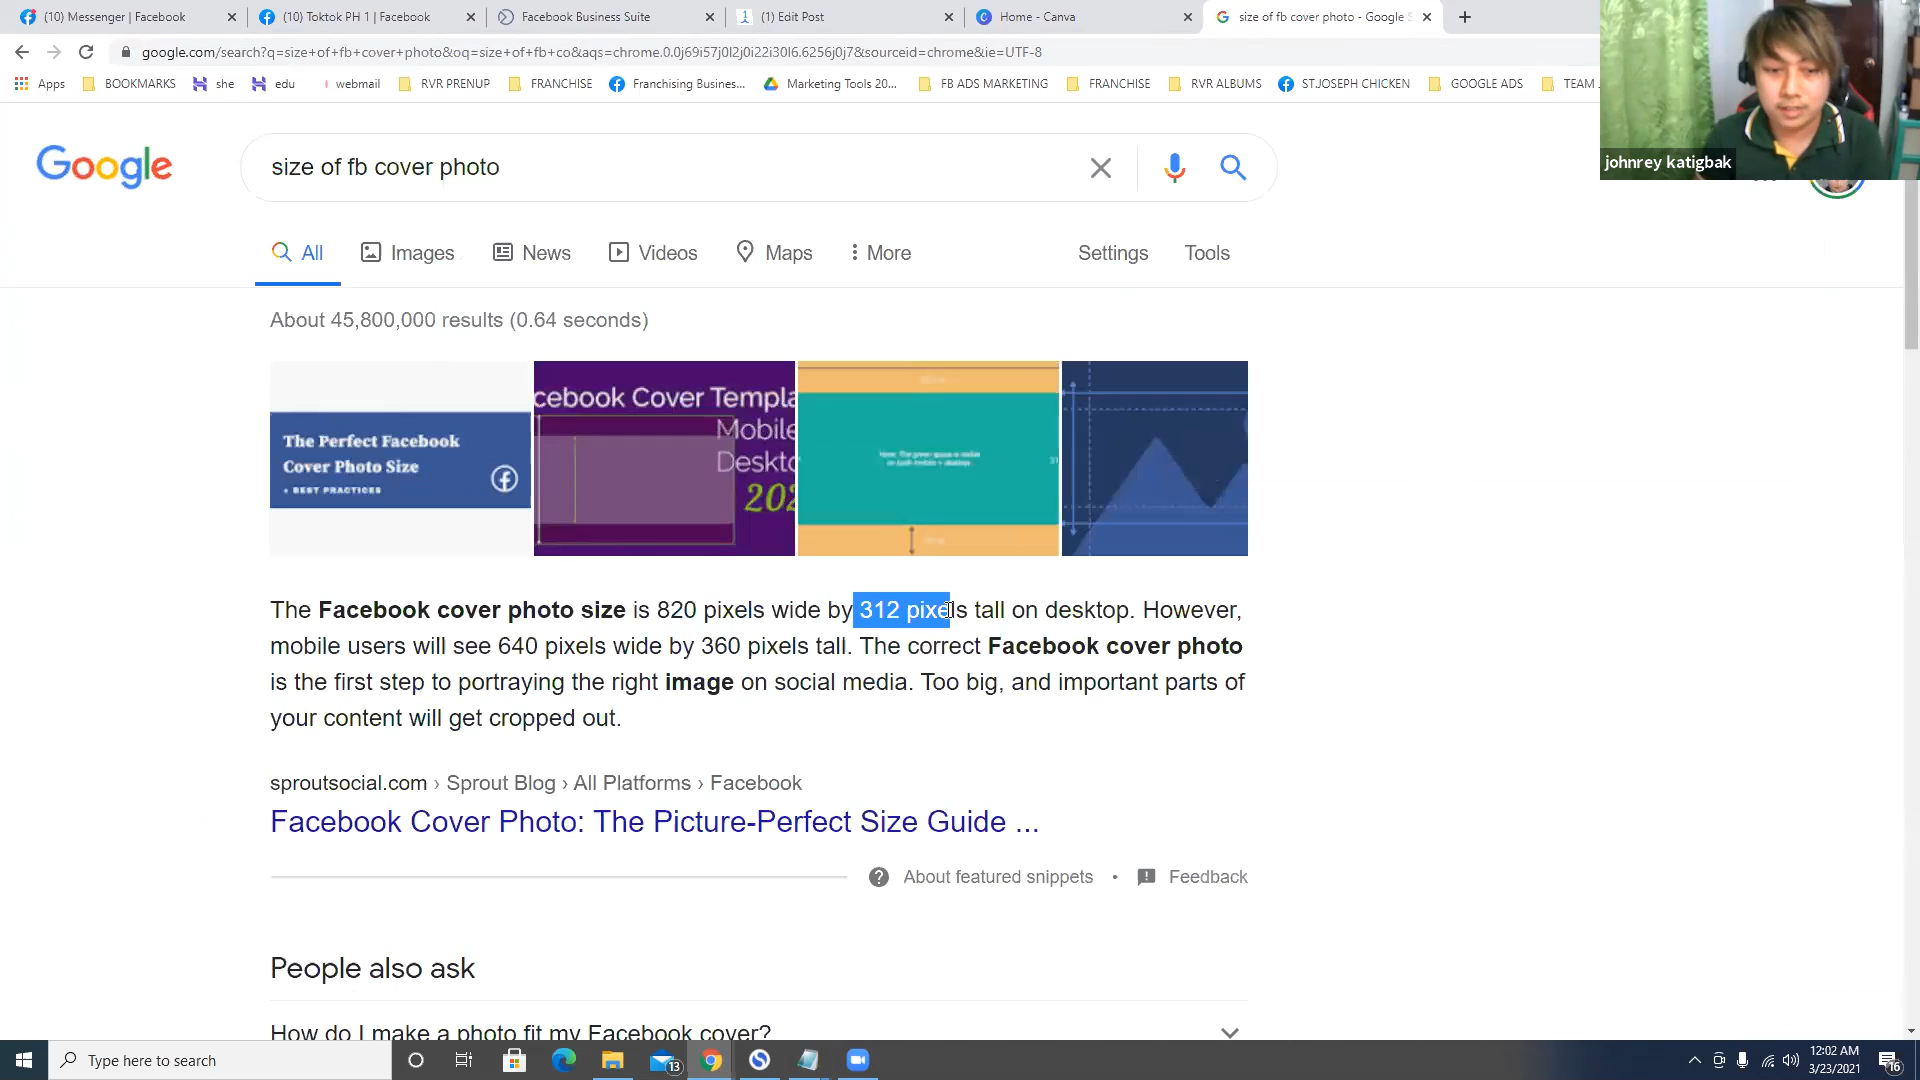 (10) Messenger | Facebook
(10) Toktok PH 1 | Facebook
Facebook Business Suite
(1) Edit Post
Home - Canva
size of fb cover photo - Google S
google.com/search?q=size+of+fb+cover+photo&oq=size+of+fb+co&aqs=chrome.0.0j69i57j0l2j0i22i30l6.6256j0j7&sourceid=chrome&ie=UTF-8
Apps BOOKMARKS she edu webmail RVR PRENUP FRANCHISE Franchising Busines... Marketing Tools 20... FB ADS MARKETING FRANCHISE RVR ALBUMS ST.JOSEPH CHICKEN GOOGLE ADS TEAM
johnrey katigbak
Google
size of fb cover photo
All Images News Videos Maps More Settings Tools
About 45,800,000 results (0.64 seconds)
The Perfect Facebook
Cover Photo Size
+ BEST PRACTICES
cebook Cover Templa
Mobile
Deskto
202
The Facebook cover photo size is 820 pixels wide by 312 pixels tall on desktop. However,
mobile users will see 640 pixels wide by 360 pixels tall. The correct Facebook cover photo
is the first step to portraying the right image on social media. Too big, and important parts of
your content will get cropped out.
sproutsocial.com › Sprout Blog › All Platforms › Facebook
Facebook Cover Photo: The Picture-Perfect Size Guide ...
About featured snippets • Feedback
People also ask
How do I make a photo fit my Facebook cover?
Type here to search
13
12:02 AM
3/23/2021
16